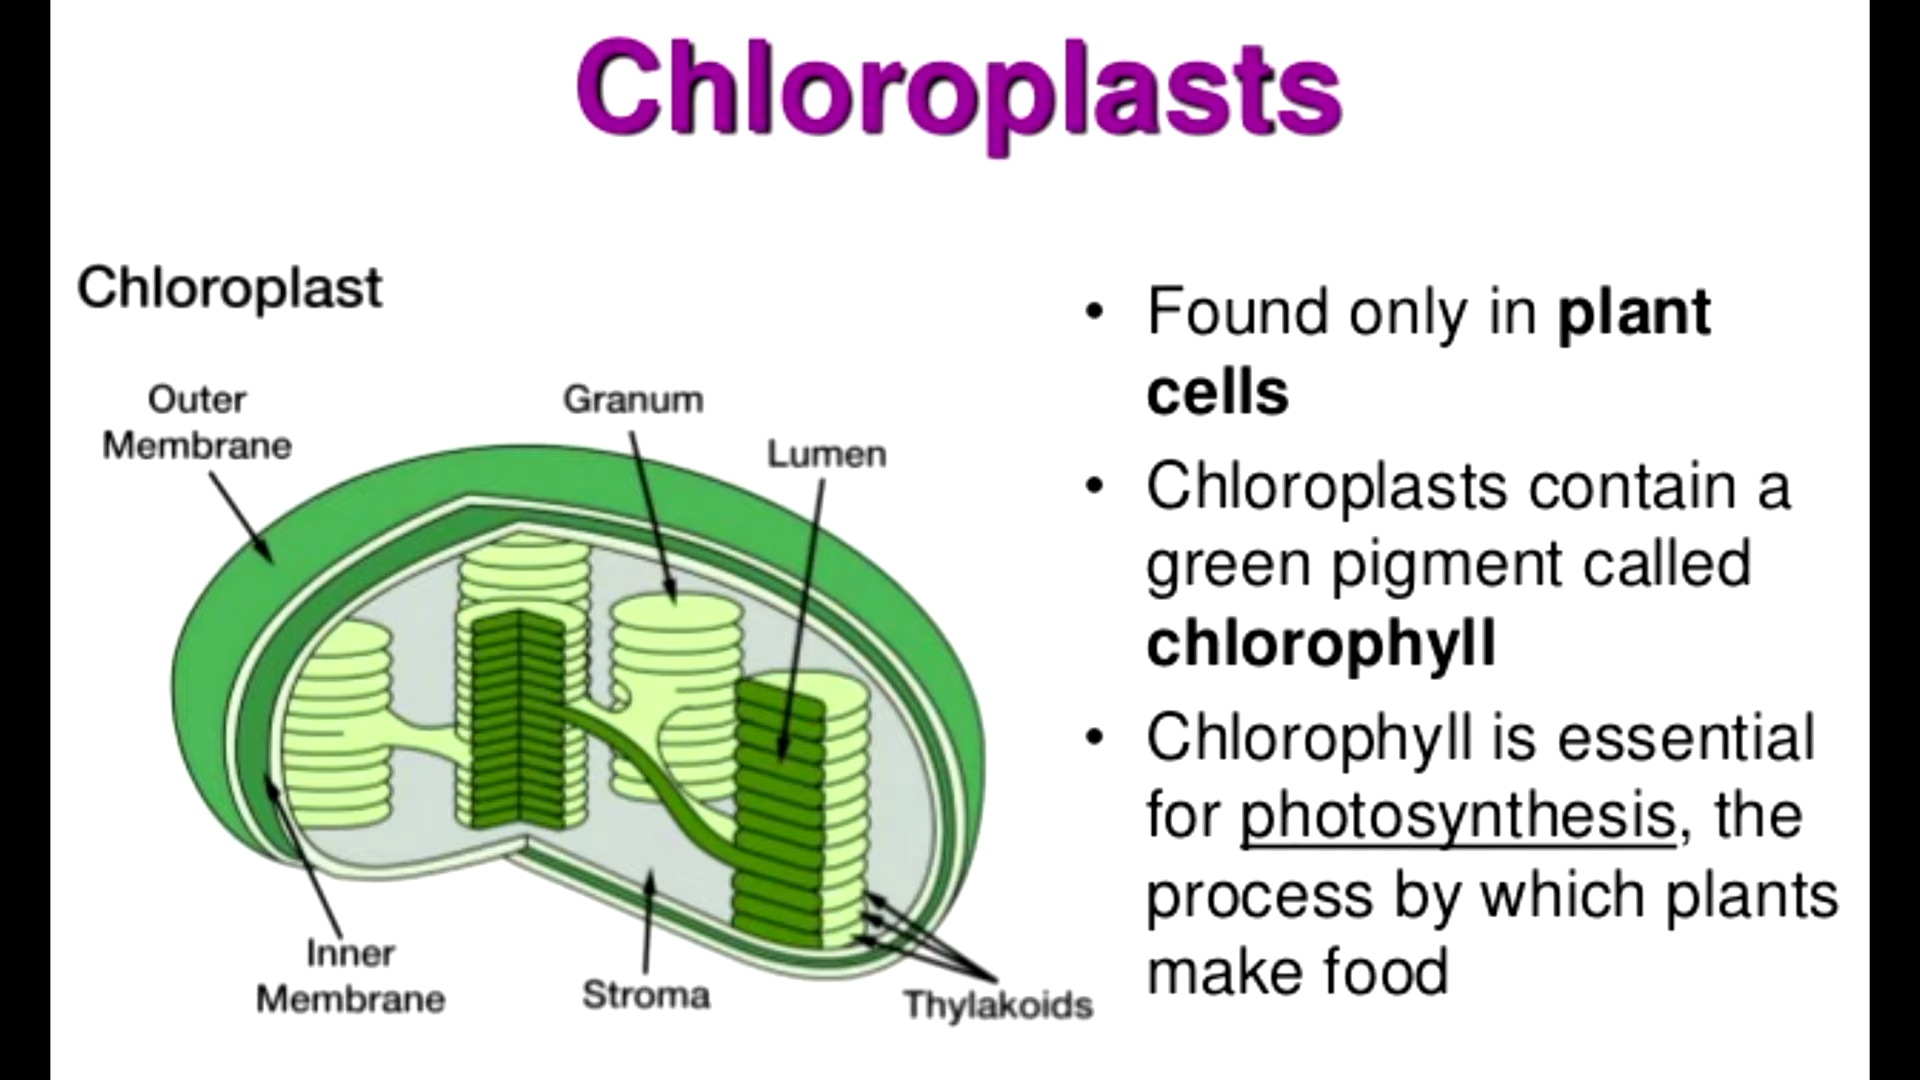 Chloroplasts
Chloroplast
Outer
Membrane
Granum
Lumen
Inner
Membrane
Stroma
Thylakoids
• Found only in plant
cells
• Chloroplasts contain a
green pigment called
chlorophyll
• Chlorophyll is essential
for photosynthesis, the
process by which plants
make food